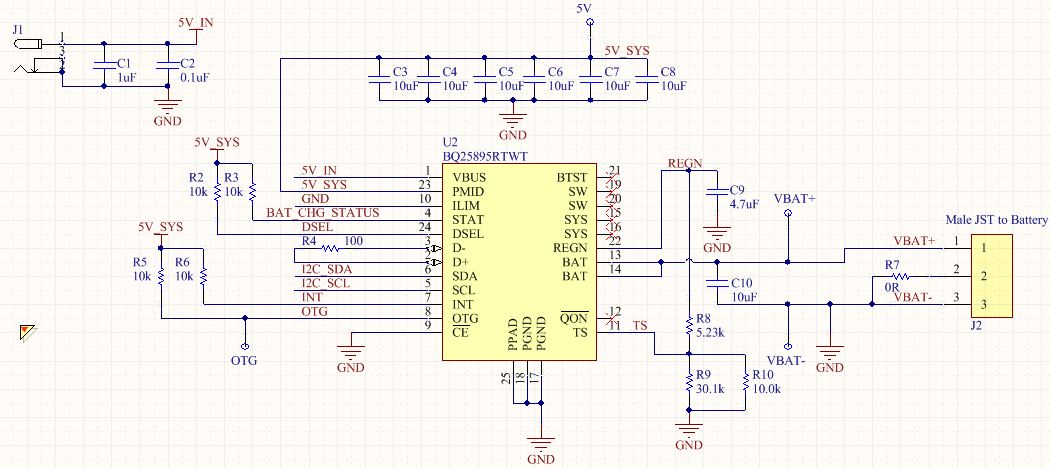 J1
1
3
2
5V_IN
C1
1uF
C2
0.1uF
GND
5V
5V_SYS
C3
10uF
C4
10uF
C5
10uF
C6
10uF
C7
10uF
C8
10uF
GND
5V_SYS
R2
10k
R3
10k
5V_SYS
R5
10k
R6
10k
U2
BQ25895RTWT
5V_IN 1 VBUS
5V_SYS 23 PMID
GND 10 ILIM
BAT_CHG_STATUS 4 STAT
DSEL 24 DSEL
R4 100 3 D-
2 D+
I2C_SDA 6 SDA
I2C_SCL 5 SCL
INT 7 INT
OTG 8 OTG
9 CE
OTG
GND
BTST 21
SW 19
SW 20
SYS 15
SYS 16
REGN 22
BAT 13
BAT 14
QON 12
TS 11 TS
PPAD 25
PGND 18
PGND 17
GND
REGN
C9
4.7uF
GND
VBAT+
C10
10uF
R8
5.23k
R9
30.1k
R10
10.0k
GND
VBAT-
GND
Male JST to Battery
VBAT+ 1 1
R7
0R
2 2
VBAT- 3 3
J2